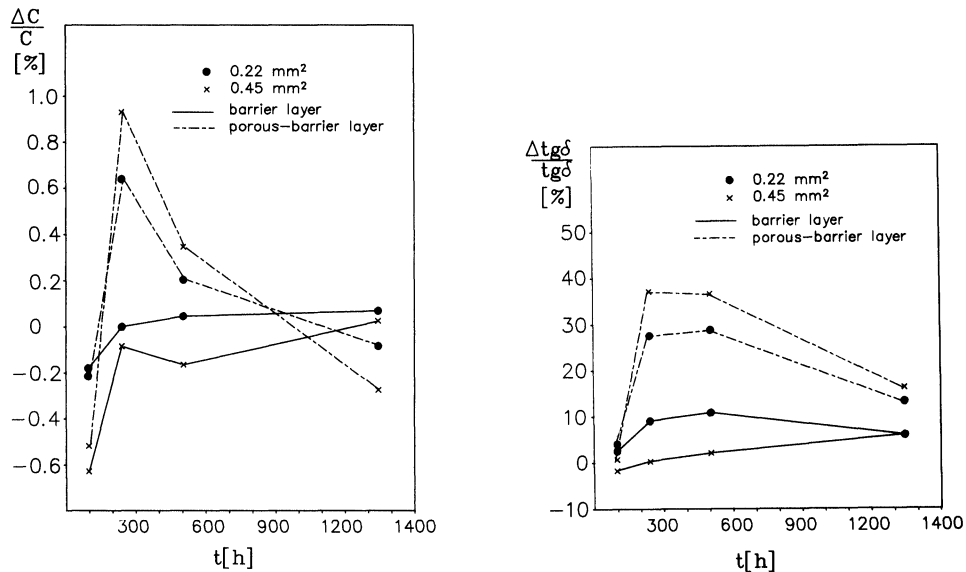 ΔC
C
[%]
0.22 mm²
0.45 mm²
barrier layer
porous-barrier layer
1.0
0.8
0.6
0.4
0.2
0
-0.2
-0.4
-0.6
300
600
900
1200
1400
t[h]
Δtgδ
tgδ
[%]
0.22 mm²
0.45 mm²
barrier layer
porous-barrier layer
50
40
30
20
10
0
-10
300
600
900
1200
1400
t[h]